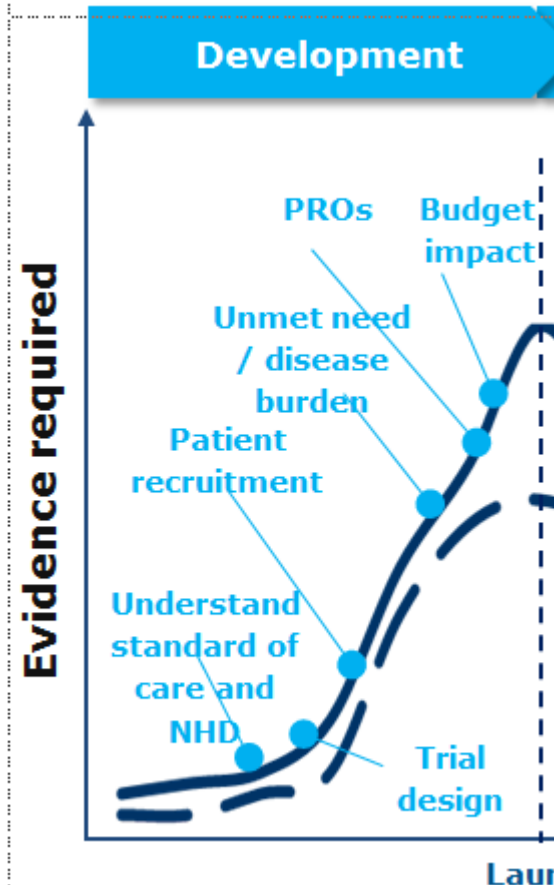 Development
Evidence required
PROs
Budget
impact
Unmet need
/ disease
burden
Patient
recruitment
Understand
standard of
care and
NHD
Trial
design